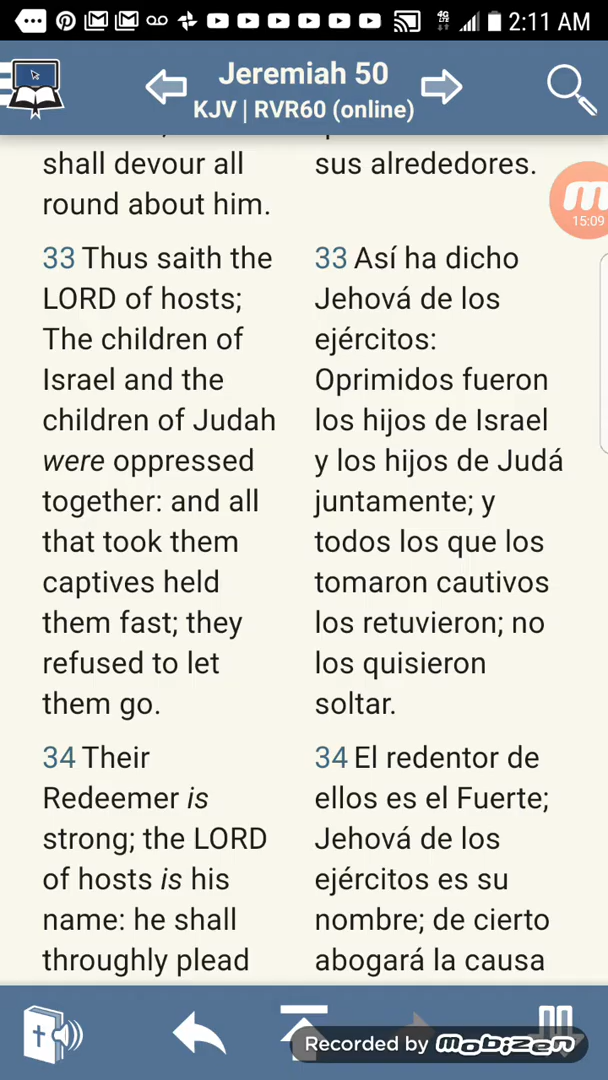 2:11 AM
Jeremiah 50
KJV | RVR60 (online)
15:09
shall devour all
round about him.
33 Thus saith the
LORD of hosts;
The children of
Israel and the
children of Judah
were oppressed
together: and all
that took them
captives held
them fast; they
refused to let
them go.
34 Their
Redeemer is
strong; the LORD
of hosts is his
name: he shall
throughly plead
sus alrededores.
33 Así ha dicho
Jehová de los
ejércitos:
Oprimidos fueron
los hijos de Israel
y los hijos de Judá
juntamente; y
todos los que los
tomaron cautivos
los retuvieron; no
los quisieron
soltar.
34 El redentor de
ellos es el Fuerte;
Jehová de los
ejércitos es su
nombre; de cierto
abogará la causa
Recorded by mobizen